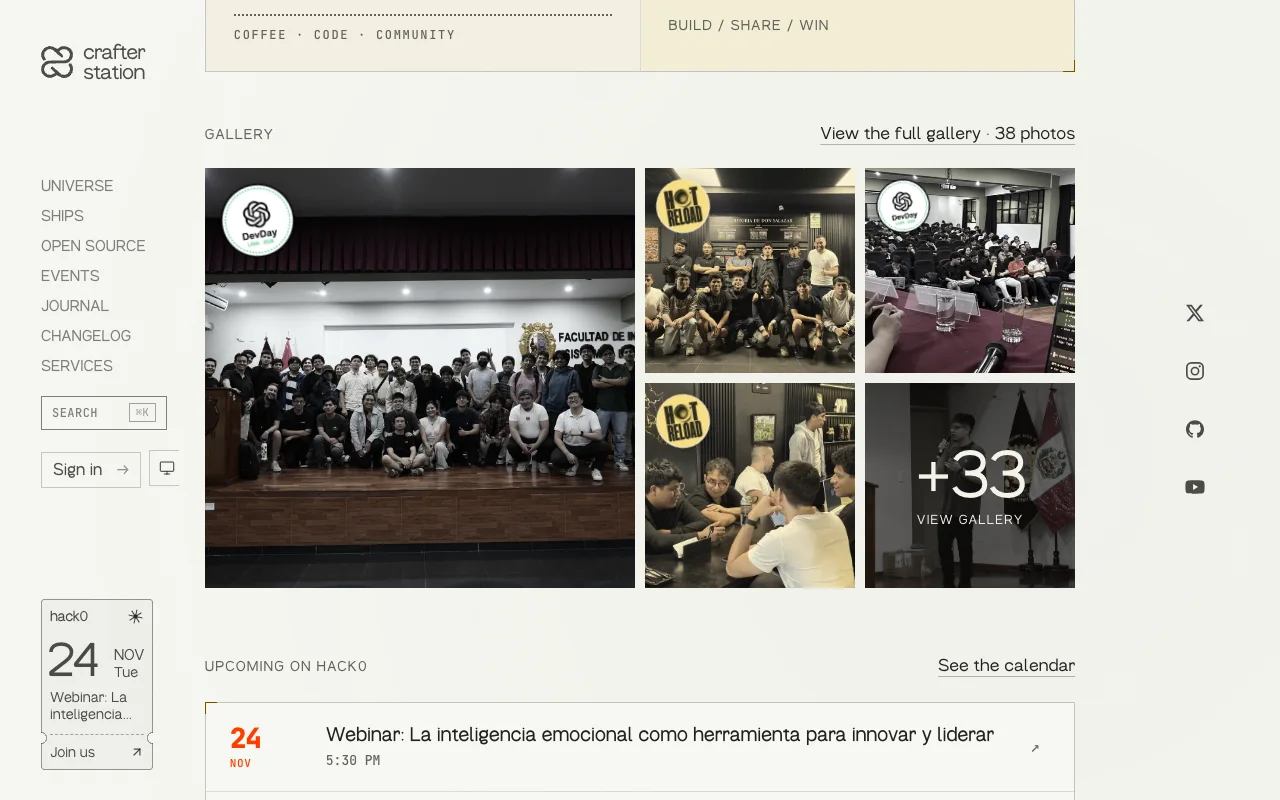 crafter
station
UNIVERSE
SHIPS
OPEN SOURCE
EVENTS
JOURNAL
CHANGELOG
SERVICES
SEARCH ⌘K
Sign in →
hack0
24 NOV
Tue
Webinar: La
inteligencia...
Join us ↗
COFFEE · CODE · COMMUNITY
BUILD / SHARE / WIN
GALLERY
View the full gallery · 38 photos
DevDay
FACULTAD DE IN
HOT
RELOAD
DevDay
HOT
RELOAD
+33
VIEW GALLERY
UPCOMING ON HACK0
See the calendar
24
NOV
Webinar: La inteligencia emocional como herramienta para innovar y liderar
5:30 PM
↗